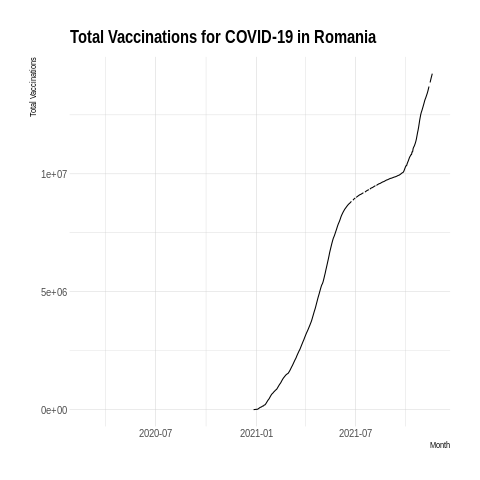 Total Vaccinations for COVID-19 in Romania
Total Vaccinations
1e+07
5e+06
0e+00
2020-07
2021-01
2021-07
Month